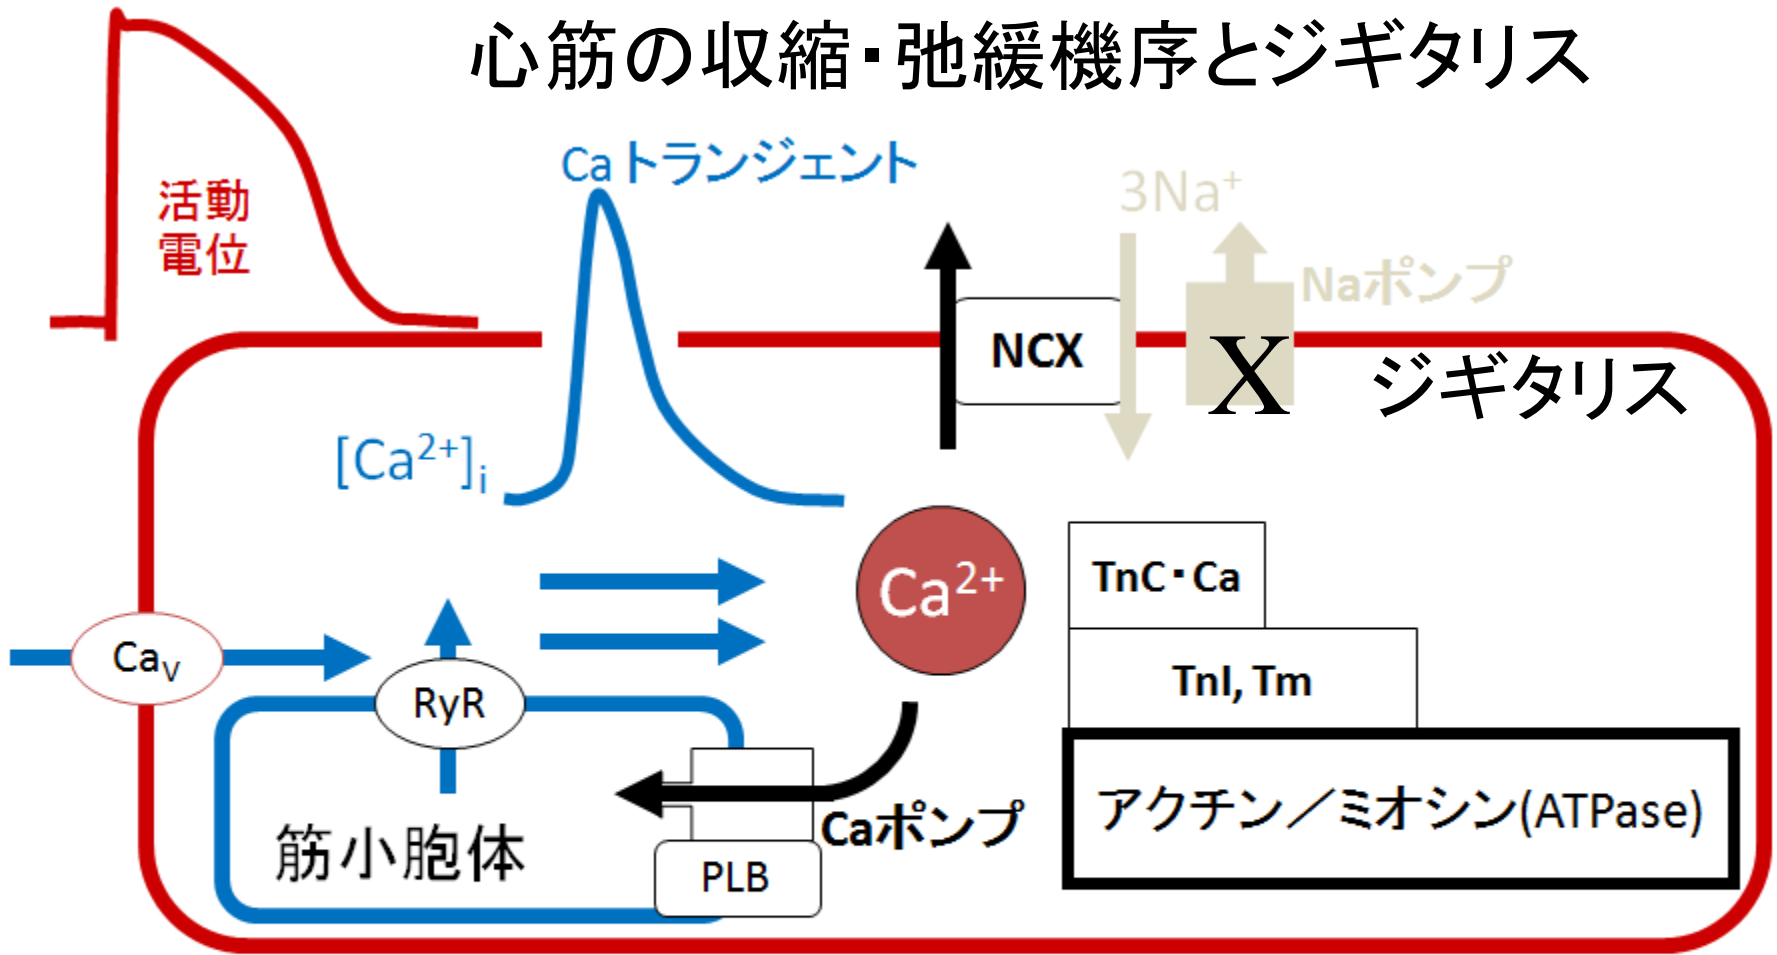 心筋の収縮・弛緩機序とジギタリス
活動
電位
Caトランジェント
3Na⁺
Naポンプ
NCX
X
ジギタリス
[Ca²⁺]ᵢ
Ca²⁺
TnC・Ca
TnI, Tm
アクチン／ミオシン(ATPase)
Caᵥ
RyR
筋小胞体
Caポンプ
PLB